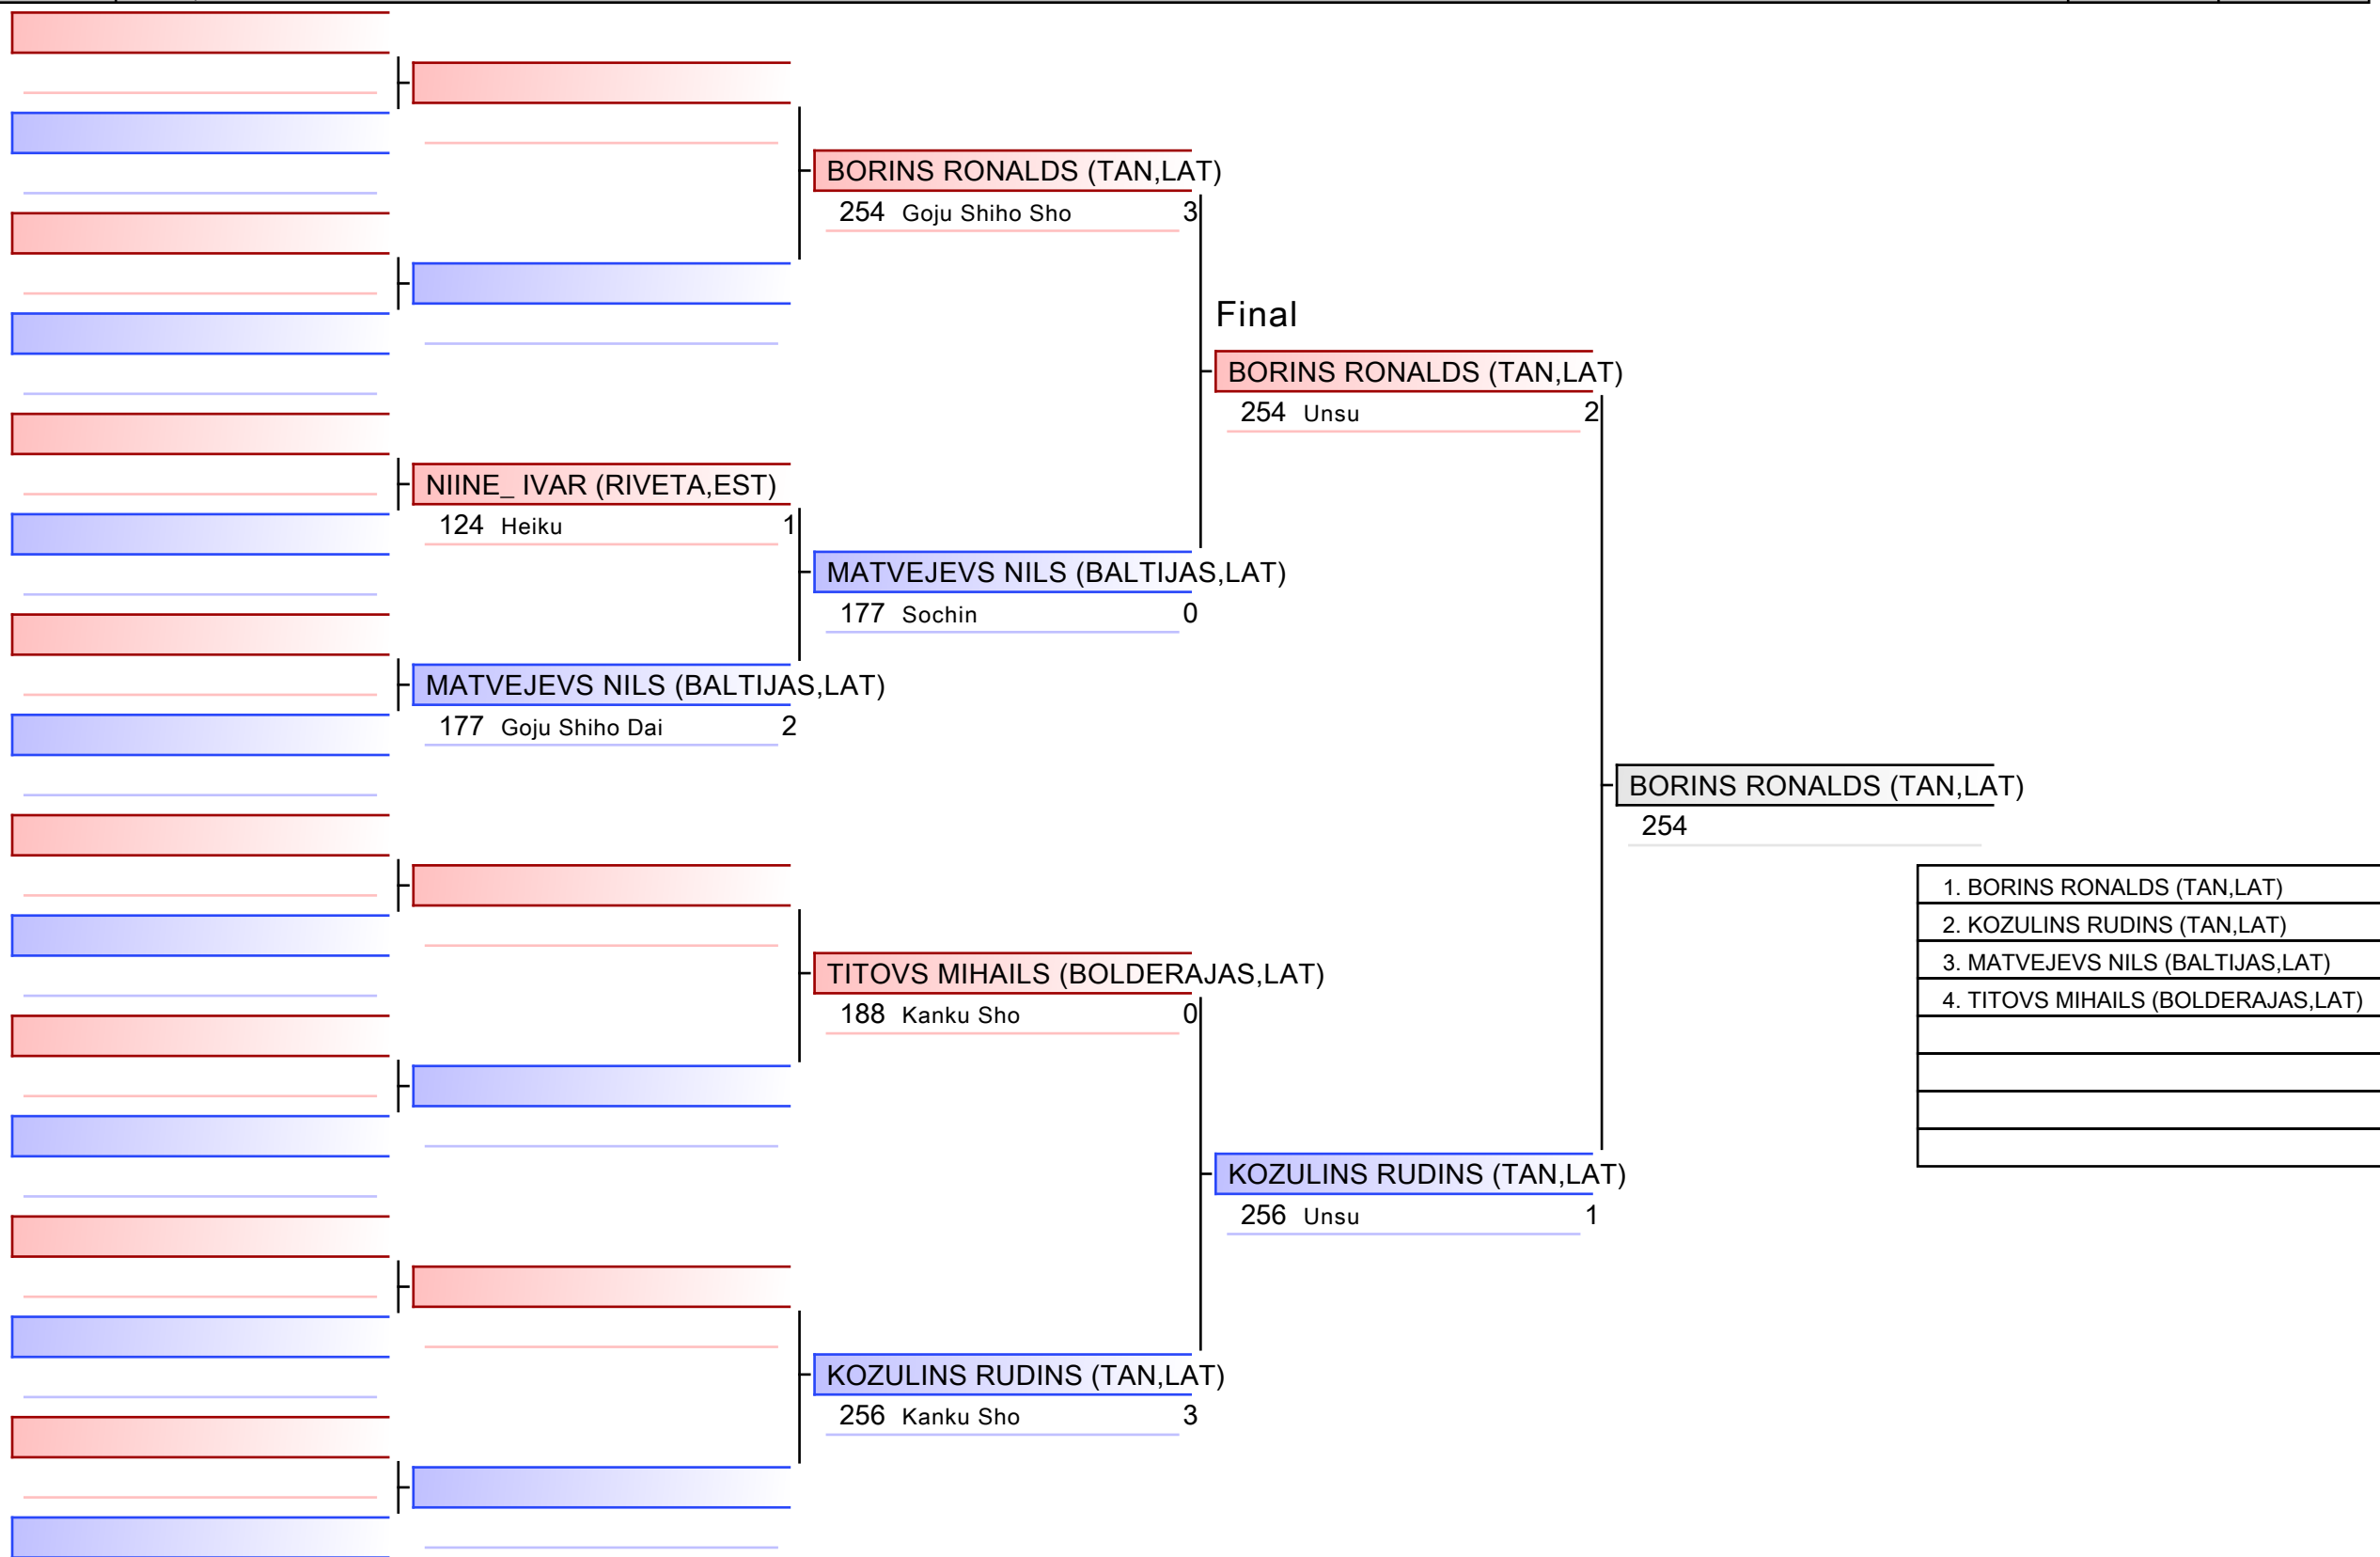 BORINS RONALDS (TAN,LAT)
254 Goju Shiho Sho 3
Final
BORINS RONALDS (TAN,LAT)
254 Unsu 2
NIINE_ IVAR (RIVETA,EST)
124 Heiku 1
MATVEJEVS NILS (BALTIJAS,LAT)
177 Sochin 0
MATVEJEVS NILS (BALTIJAS,LAT)
177 Goju Shiho Dai 2
BORINS RONALDS (TAN,LAT)
254
1. BORINS RONALDS (TAN,LAT)
2. KOZULINS RUDINS (TAN,LAT)
3. MATVEJEVS NILS (BALTIJAS,LAT)
4. TITOVS MIHAILS (BOLDERAJAS,LAT)
TITOVS MIHAILS (BOLDERAJAS,LAT)
188 Kanku Sho 0
KOZULINS RUDINS (TAN,LAT)
256 Unsu 1
KOZULINS RUDINS (TAN,LAT)
256 Kanku Sho 3